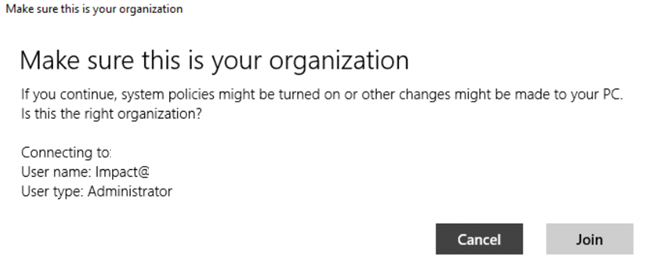 Make sure this is your organization
Make sure this is your organization
If you continue, system policies might be turned on or other changes might be made to your PC.
Is this the right organization?
Connecting to:
User name: Impact@
User type: Administrator
Cancel
Join